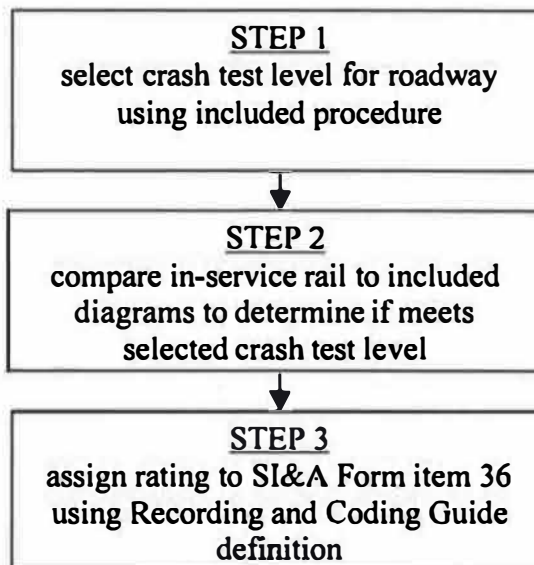 STEP 1
select crash test level for roadway
using included procedure
STEP 2
compare in-service rail to included
diagrams to determine if meets
selected crash test level
STEP 3
assign rating to SI&A Form item 36
using Recording and Coding Guide
definition